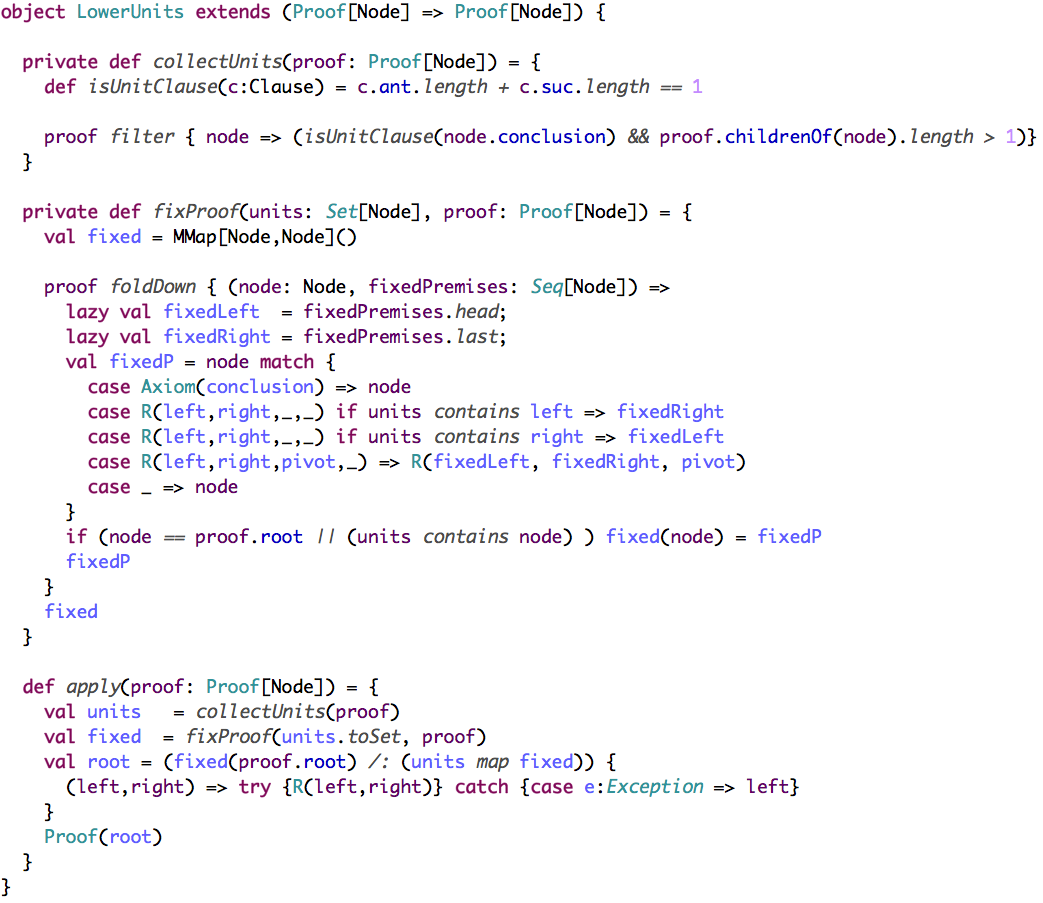 object LowerUnits extends (Proof[Node] => Proof[Node]) {
private def collectUnits(proof: Proof[Node]) = {
def isUnitClause(c:Clause) = c.ant.length + c.suc.length == 1
proof filter { node => (isUnitClause(node.conclusion) && proof.childrenOf(node).length > 1)}
}
private def fixProof(units: Set[Node], proof: Proof[Node]) = {
val fixed = MMap[Node,Node]()
proof foldDown { (node: Node, fixedPremises: Seq[Node]) =>
lazy val fixedLeft  = fixedPremises.head;
lazy val fixedRight = fixedPremises.last;
val fixedP = node match {
case Axiom(conclusion) => node
case R(left,right,_,_) if units contains left => fixedRight
case R(left,right,_,_) if units contains right => fixedLeft
case R(left,right,pivot,_) => R(fixedLeft, fixedRight, pivot)
case _ => node
}
if (node == proof.root || (units contains node) ) fixed(node) = fixedP
fixedP
}
fixed
}
def apply(proof: Proof[Node]) = {
val units   = collectUnits(proof)
val fixed  = fixProof(units.toSet, proof)
val root = (fixed(proof.root) /: (units map fixed)) {
(left,right) => try {R(left,right)} catch {case e:Exception => left}
}
Proof(root)
}
}